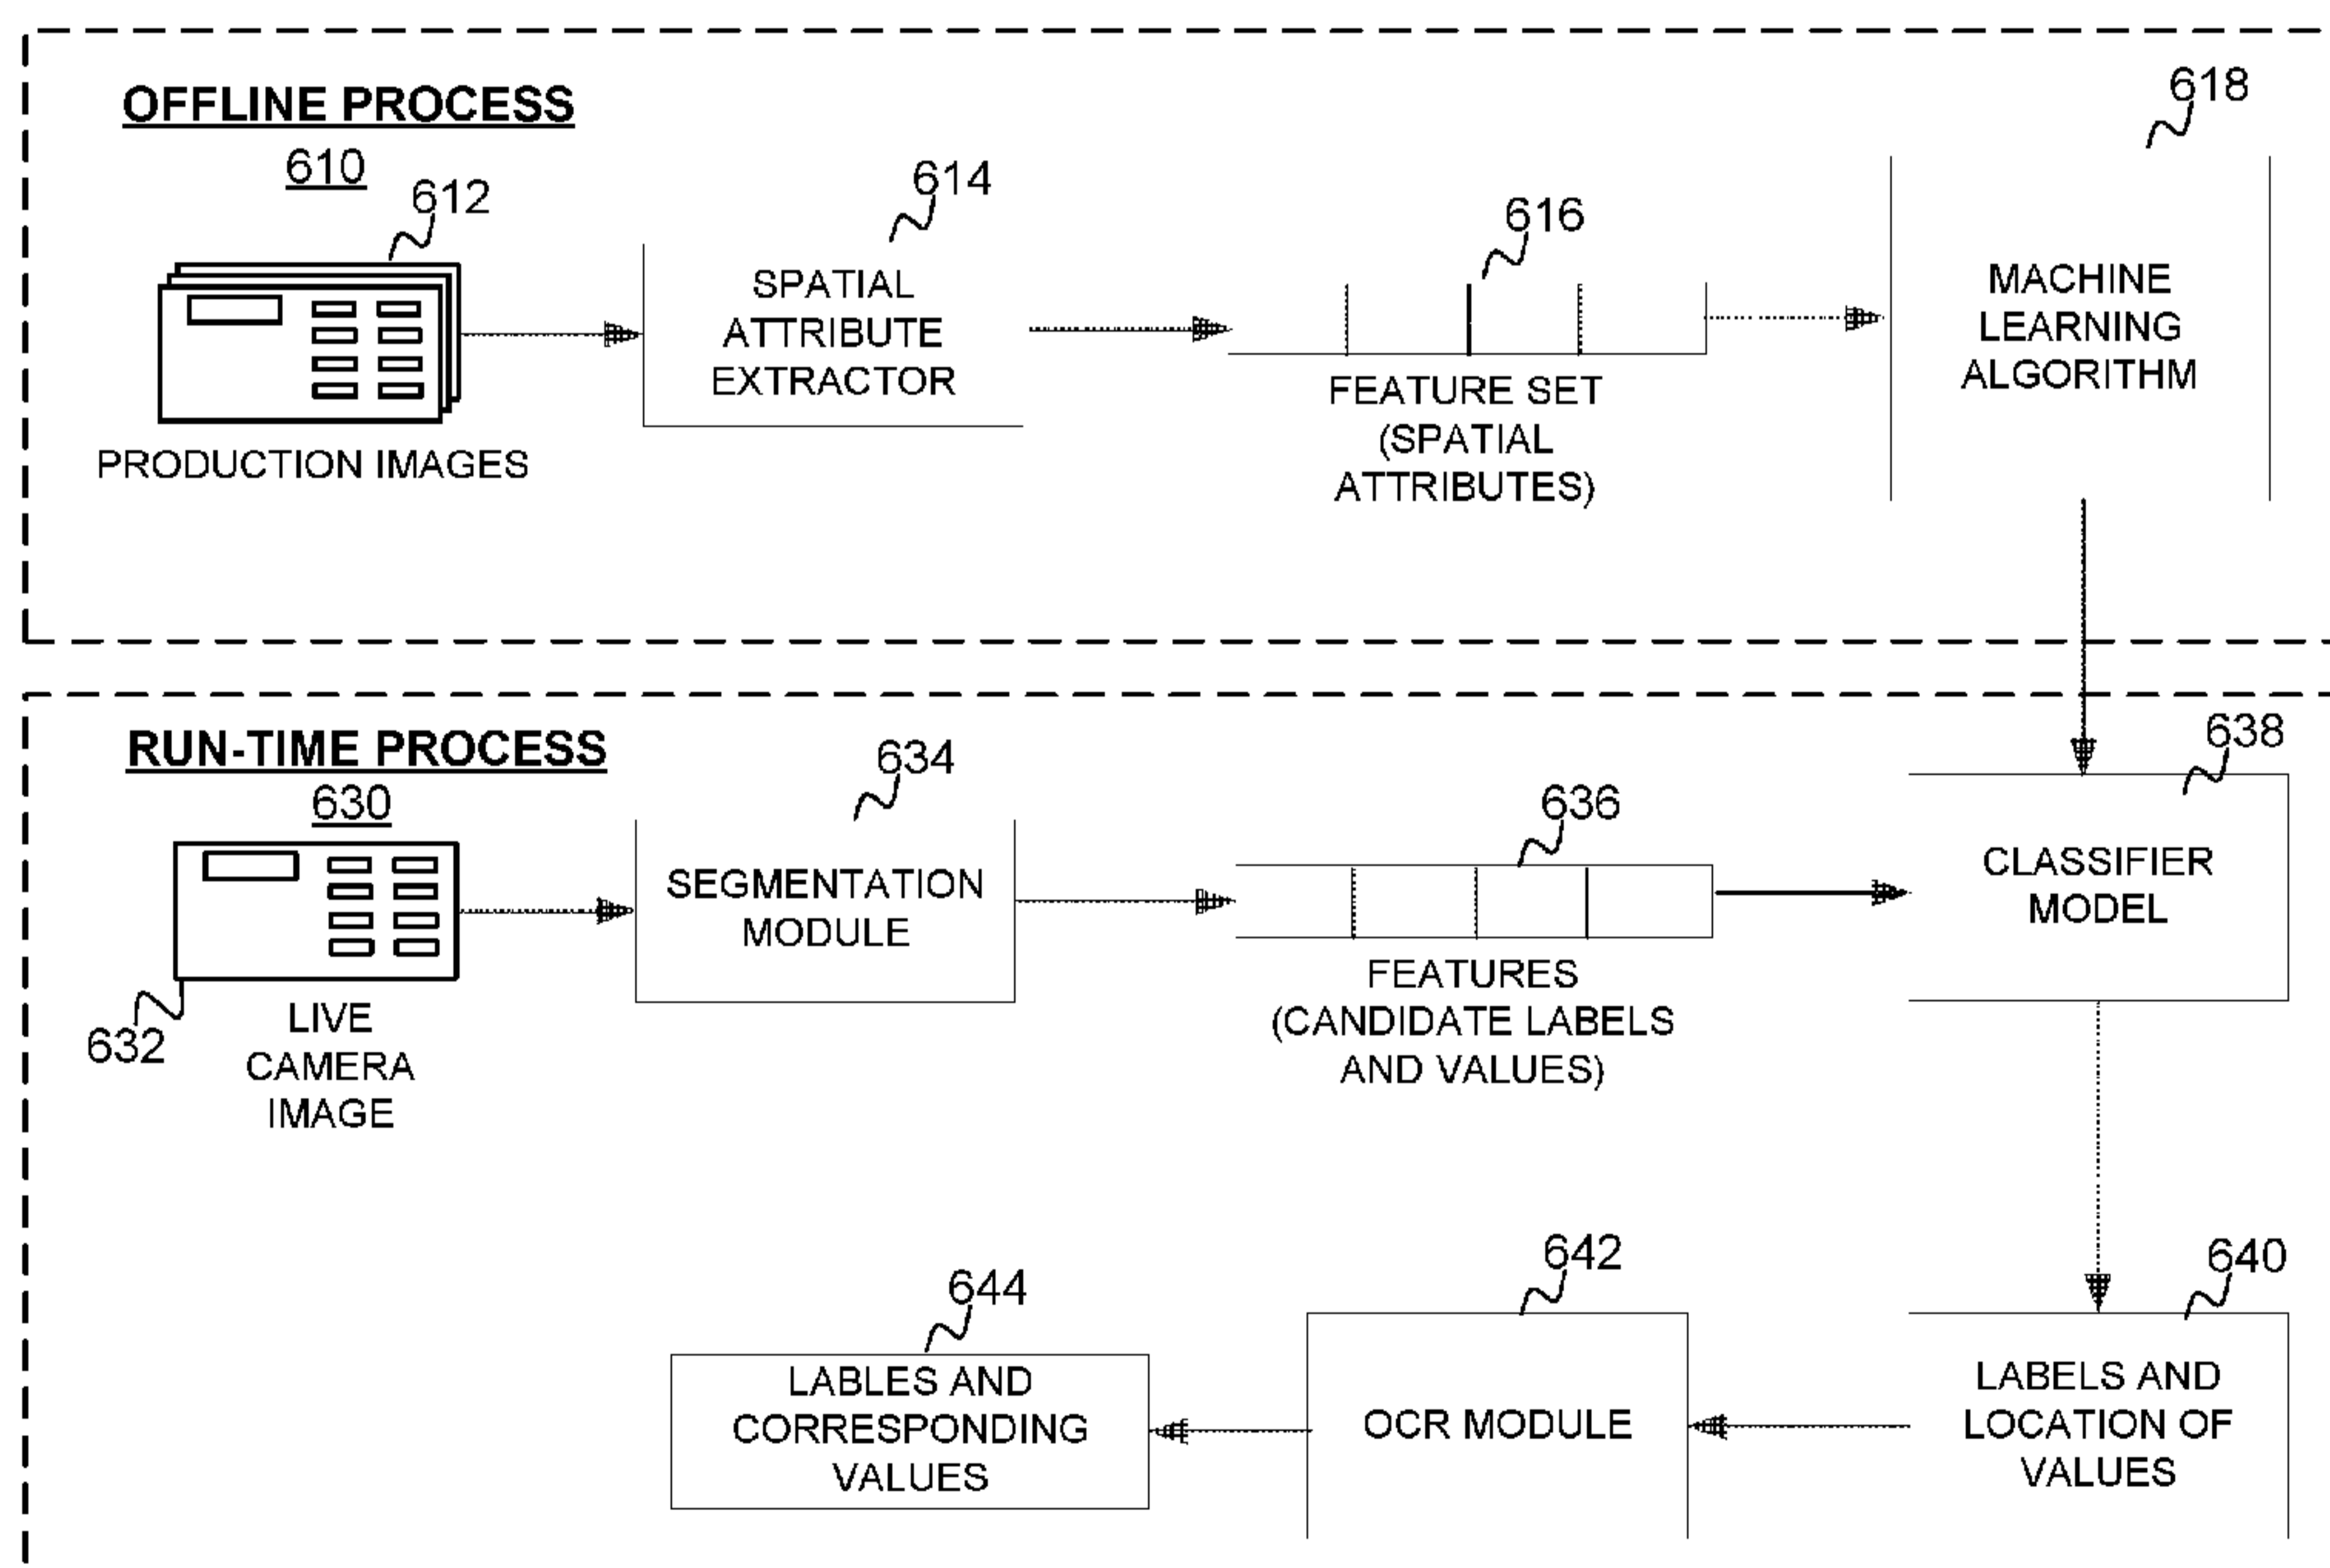 OFFLINE PROCESS
610
612
PRODUCTION IMAGES
614
SPATIAL
ATTRIBUTE
EXTRACTOR
616
FEATURE SET
(SPATIAL
ATTRIBUTES)
618
MACHINE
LEARNING
ALGORITHM
RUN-TIME PROCESS
630
632
LIVE
CAMERA
IMAGE
634
SEGMENTATION
MODULE
636
FEATURES
(CANDIDATE LABELS
AND VALUES)
638
CLASSIFIER
MODEL
640
LABELS AND
LOCATION OF
VALUES
642
OCR MODULE
644
LABLES AND
CORRESPONDING
VALUES